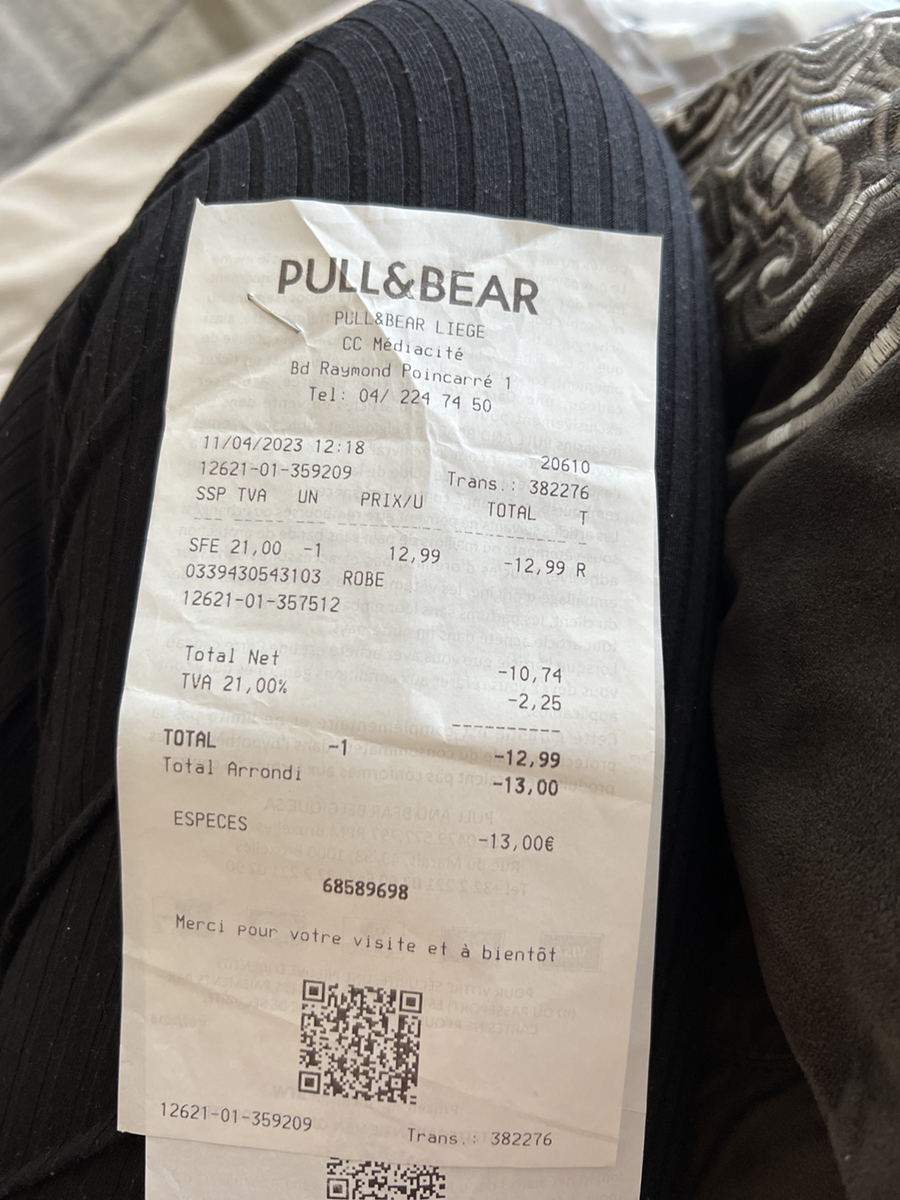 PULL&BEAR
PULL&BEAR LIEGE
CC Médiacité
Bd Raymond Poincarré 1
Tel: 04/ 224 74 50
11/04/2023 12:18 20610
12621-01-359209 Trans.: 382276
SSP TVA UN PRIX/U TOTAL T
SFE 21,00 -1 12,99 -12,99 R
0339430543103 ROBE
12621-01-357512
Total Net -10,74
TVA 21,00% -2,25
TOTAL -1 -12,99
Total Arrondi -13,00
ESPECES -13,00€
68589698
Merci pour votre visite et à bientôt
12621-01-359209 Trans.: 382276